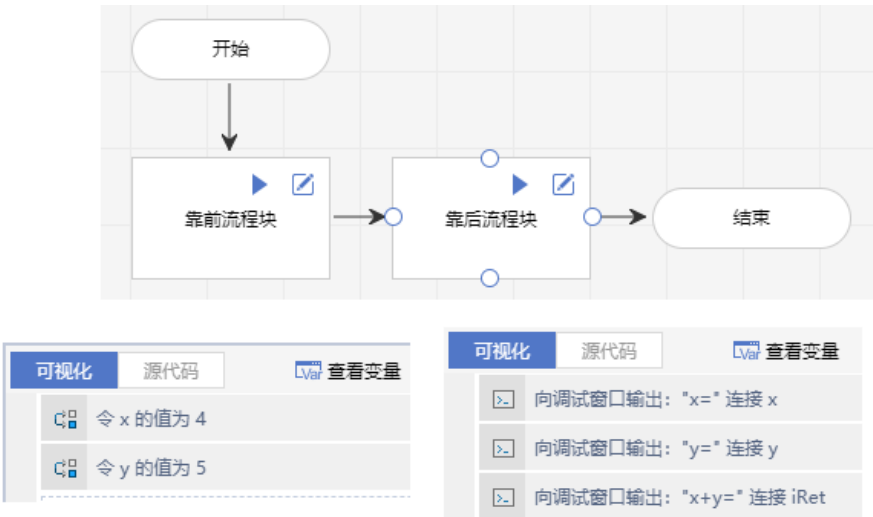 开始
靠前流程块
靠后流程块
结束
可视化 源代码 Var 查看变量
令 x 的值为 4
令 y 的值为 5
可视化 源代码 Var 查看变量
向调试窗口输出："x=" 连接 x
向调试窗口输出："y=" 连接 y
向调试窗口输出："x+y=" 连接 iRet